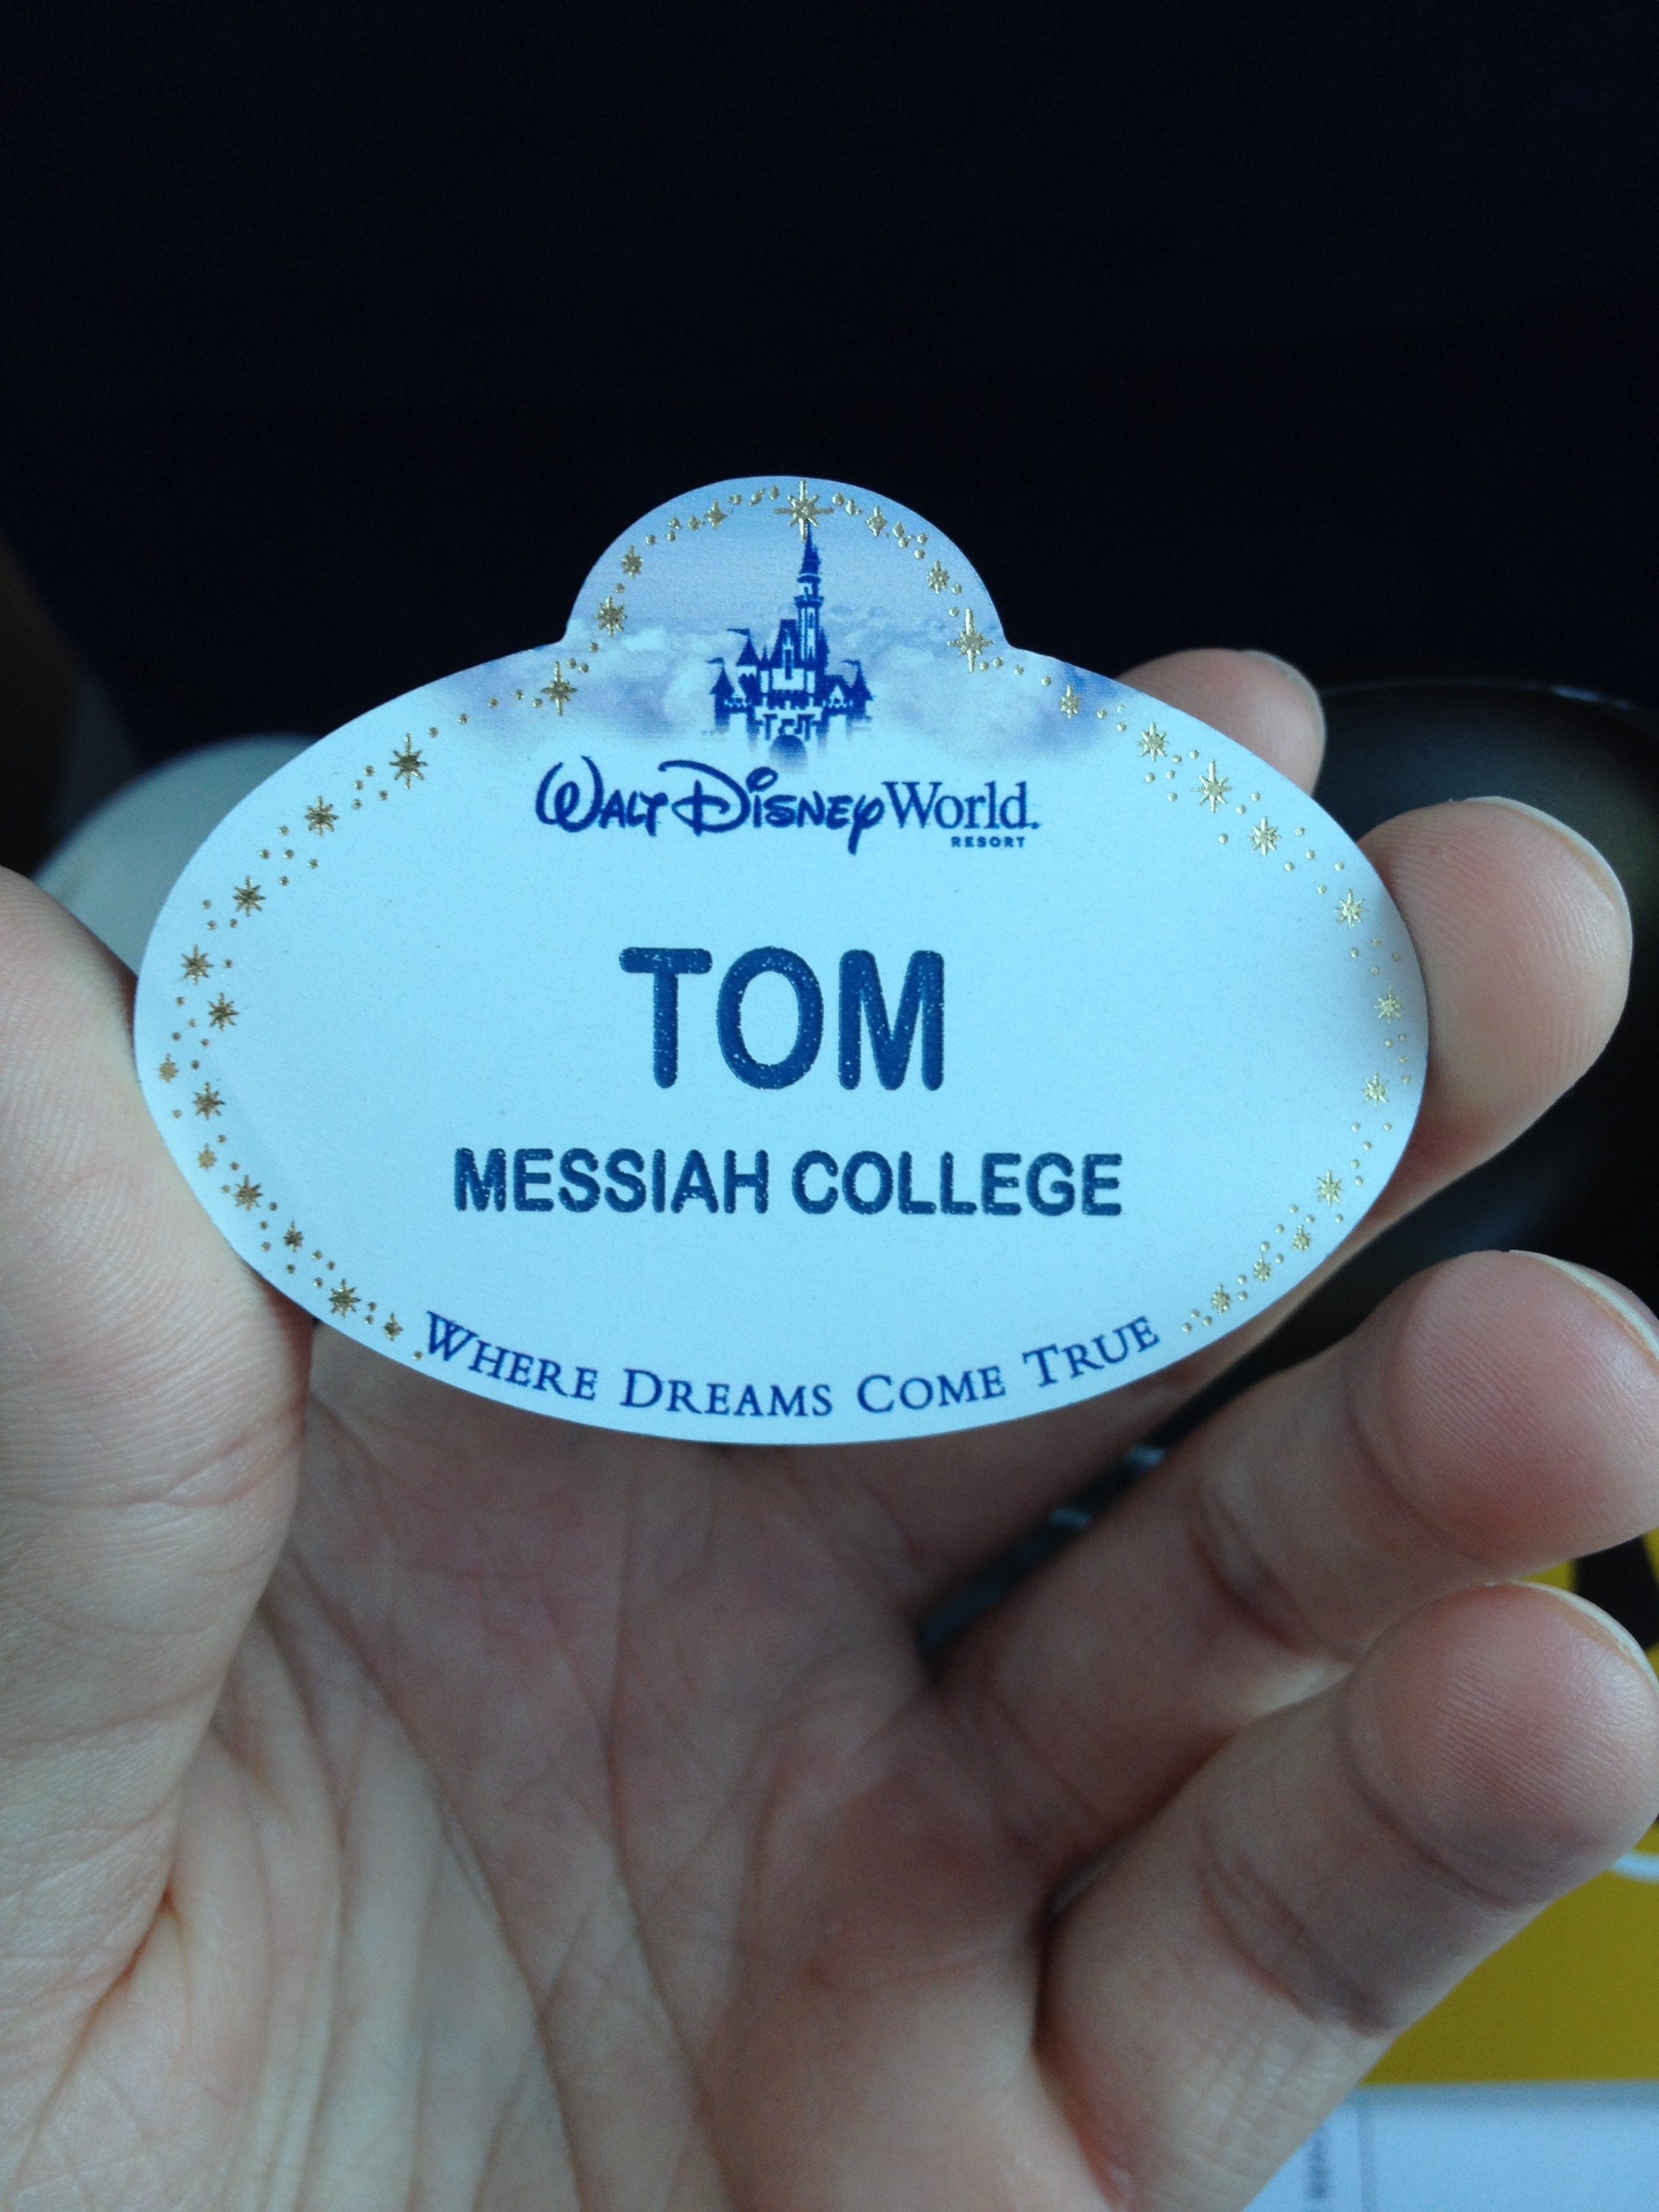 Walt Disney World.
RESORT
TOM
MESSIAH COLLEGE
WHERE DREAMS COME TRUE